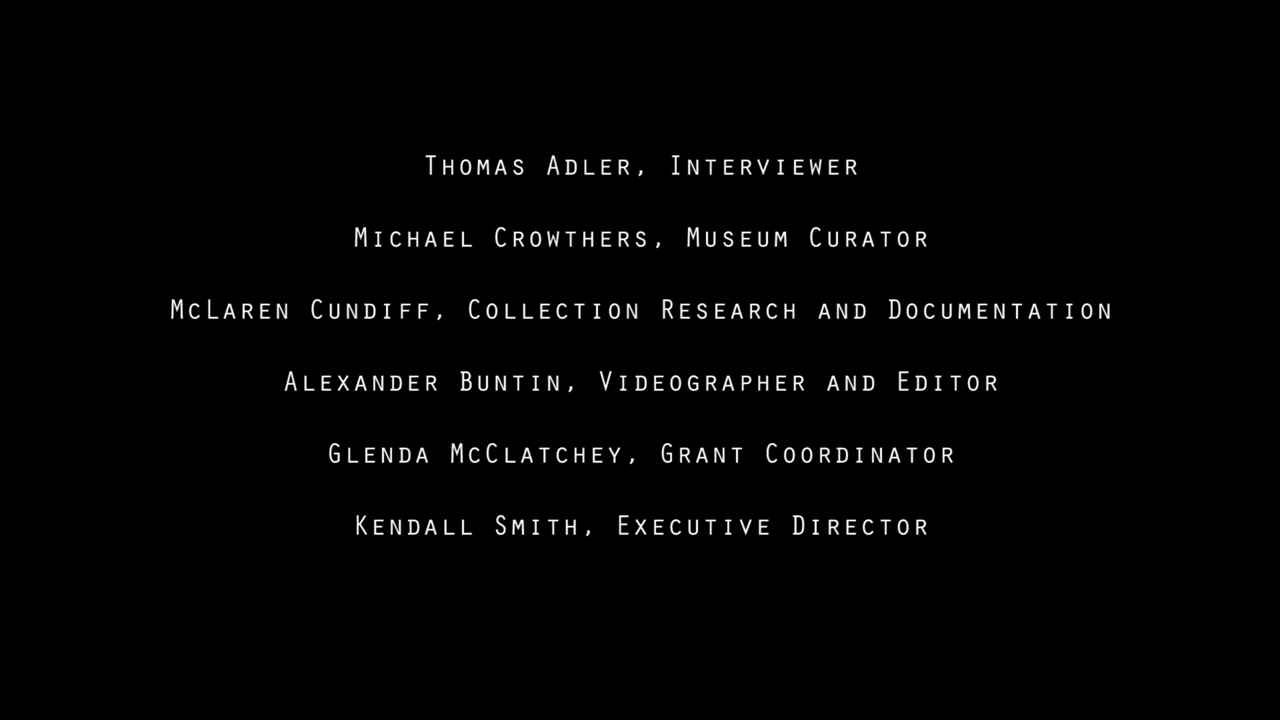 Thomas Adler, Interviewer
Michael Crowthers, Museum Curator
McLaren Cundiff, Collection Research and Documentation
Alexander Buntin, Videographer and Editor
Glenda McClatchey, Grant Coordinator
Kendall Smith, Executive Director